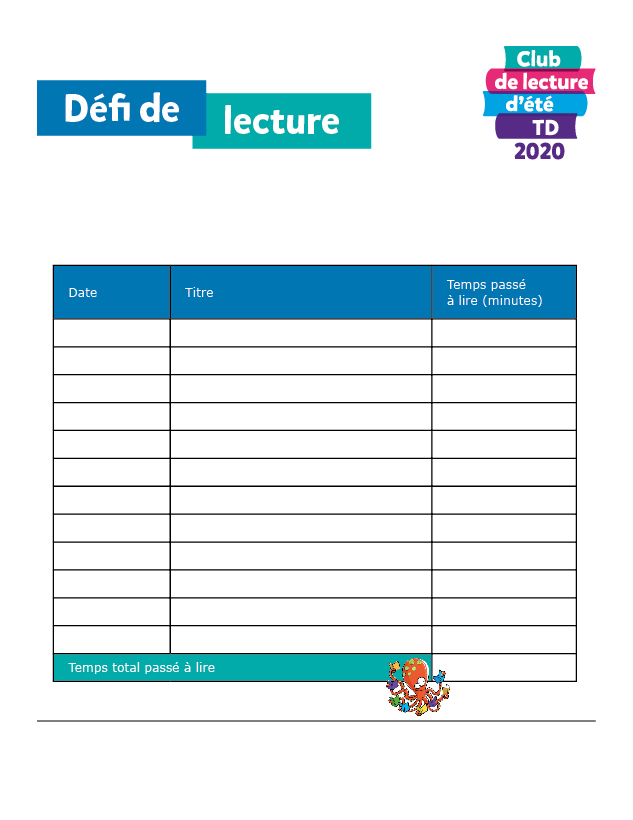 Défi de
lecture
Club
de lecture
d'été
TD
2020
Date
Titre
Temps passé
à lire (minutes)
Temps total passé à lire